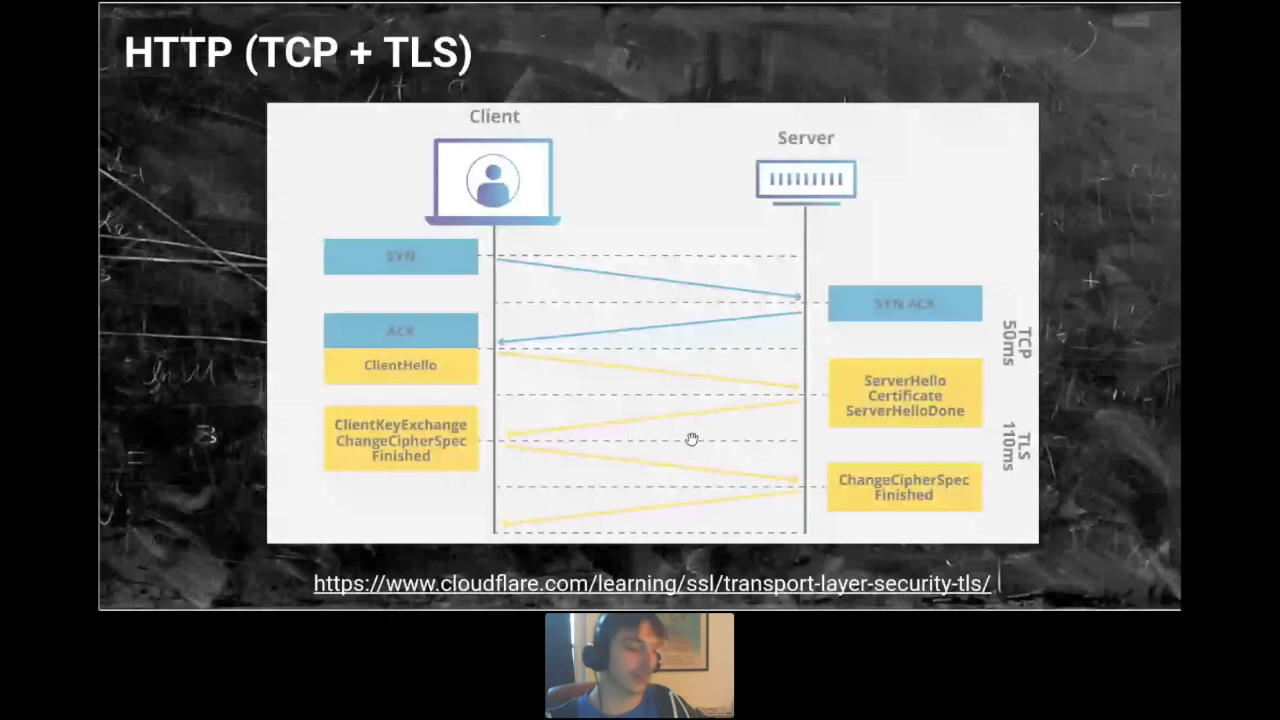 HTTP (TCP + TLS)
Client
Server
SYN
SYN ACK
ACK
ClientHello
ServerHello
Certificate
ServerHelloDone
ClientKeyExchange
ChangeCipherSpec
Finished
ChangeCipherSpec
Finished
TCP
50ms
TLS
110ms
https://www.cloudflare.com/learning/ssl/transport-layer-security-tls/